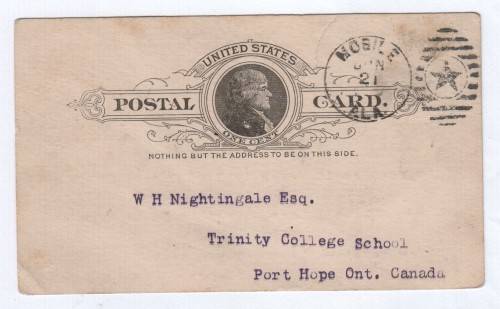 UNITED STATES
POSTAL CARD.
ONE CENT
NOTHING BUT THE ADDRESS TO BE ON THIS SIDE.
MOBILE
21
ALA.
W H Nightingale Esq.
Trinity College School
Port Hope Ont. Canada